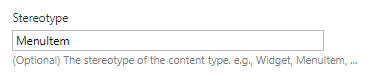 Stereotype
MenuItem
(Optional) The stereotype of the content type. e.g., Widget, MenuItem, ...